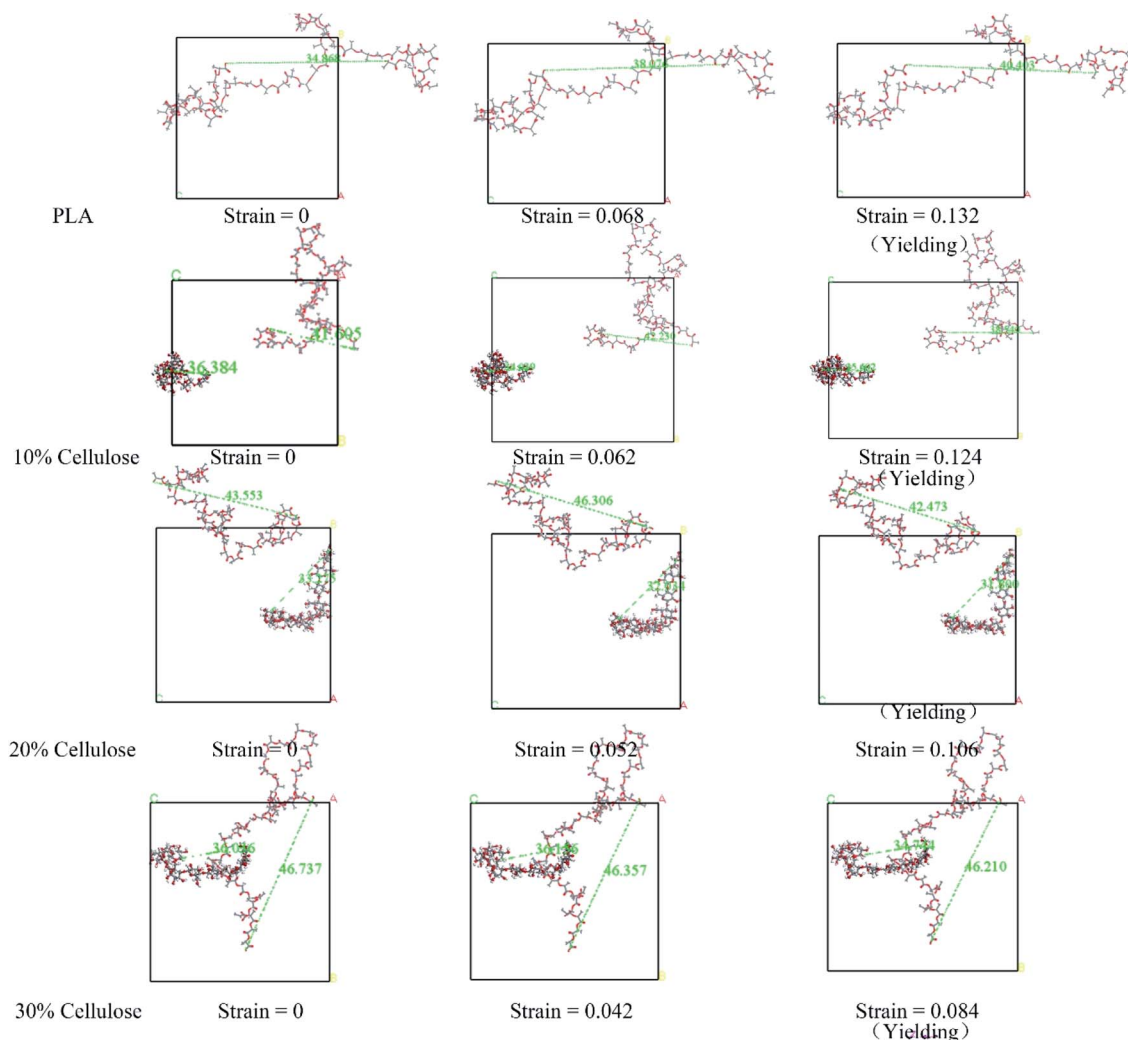 B
34.868
C
A
PLA
Strain = 0
B
38.026
C
A
Strain = 0.068
B
40.403
C
A
Strain = 0.132
（Yielding）
C
A
36.384
B
10% Cellulose
Strain = 0
C
A
B
Strain = 0.062
C
A
B
Strain = 0.124
（Yielding）
43.553
B
C
A
20% Cellulose
Strain = 0
46.306
B
C
A
Strain = 0.052
42.473
B
C
A
（Yielding）
Strain = 0.106
C
A
46.737
B
30% Cellulose
Strain = 0
C
A
46.357
B
Strain = 0.042
C
A
46.210
B
Strain = 0.084
（Yielding）